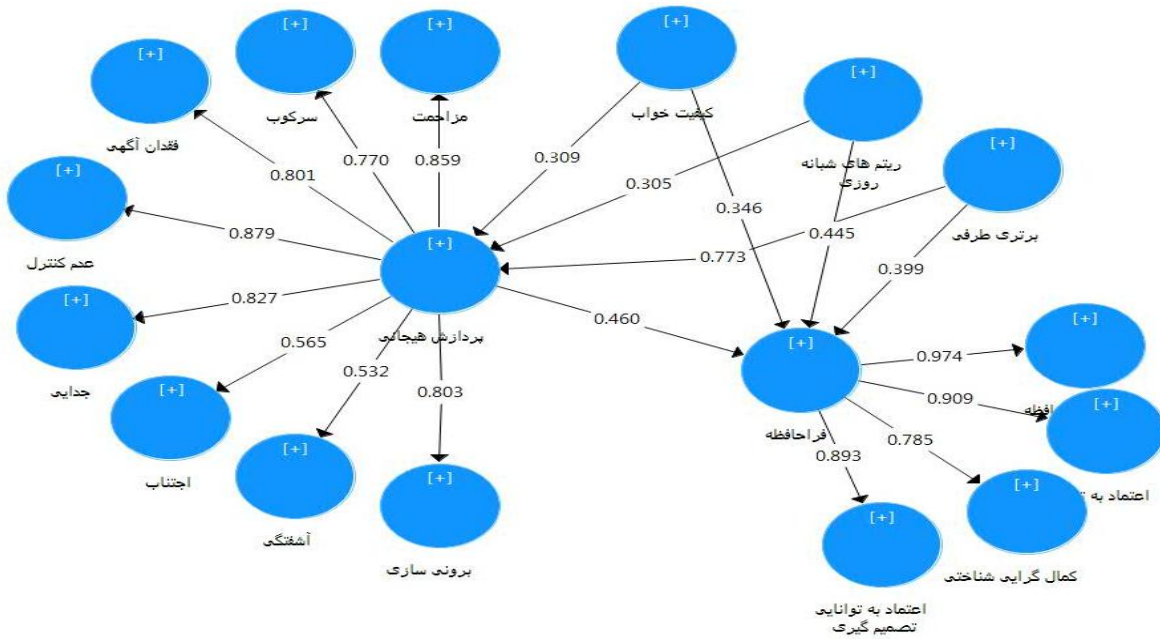 [+]
[+]
[+]
[+]
[+]
[+]
سرکوب
مزاحمت
کیفیت خواب
فقدان آگهی
ریتم های شبانه
روزی
[+]
[+]
0.770
0.859
0.309
0.801
0.305
0.346
برتری طرفی
عدم کنترل
0.879
[+]
0.445
0.773
0.399
[+]
0.827
پردازش هیجانی
0.460
[+]
[+]
جدایی
0.565
0.532
0.803
0.974
[+]
0.909
[+]
فراحافظه
0.785
0.893
اجتناب
[+]
[+]
[+]
اعتماد به
[+]
آشفتگی
برونی سازی
کمال گرایی شناختی
اعتماد به توانایی
تصمیم گیری